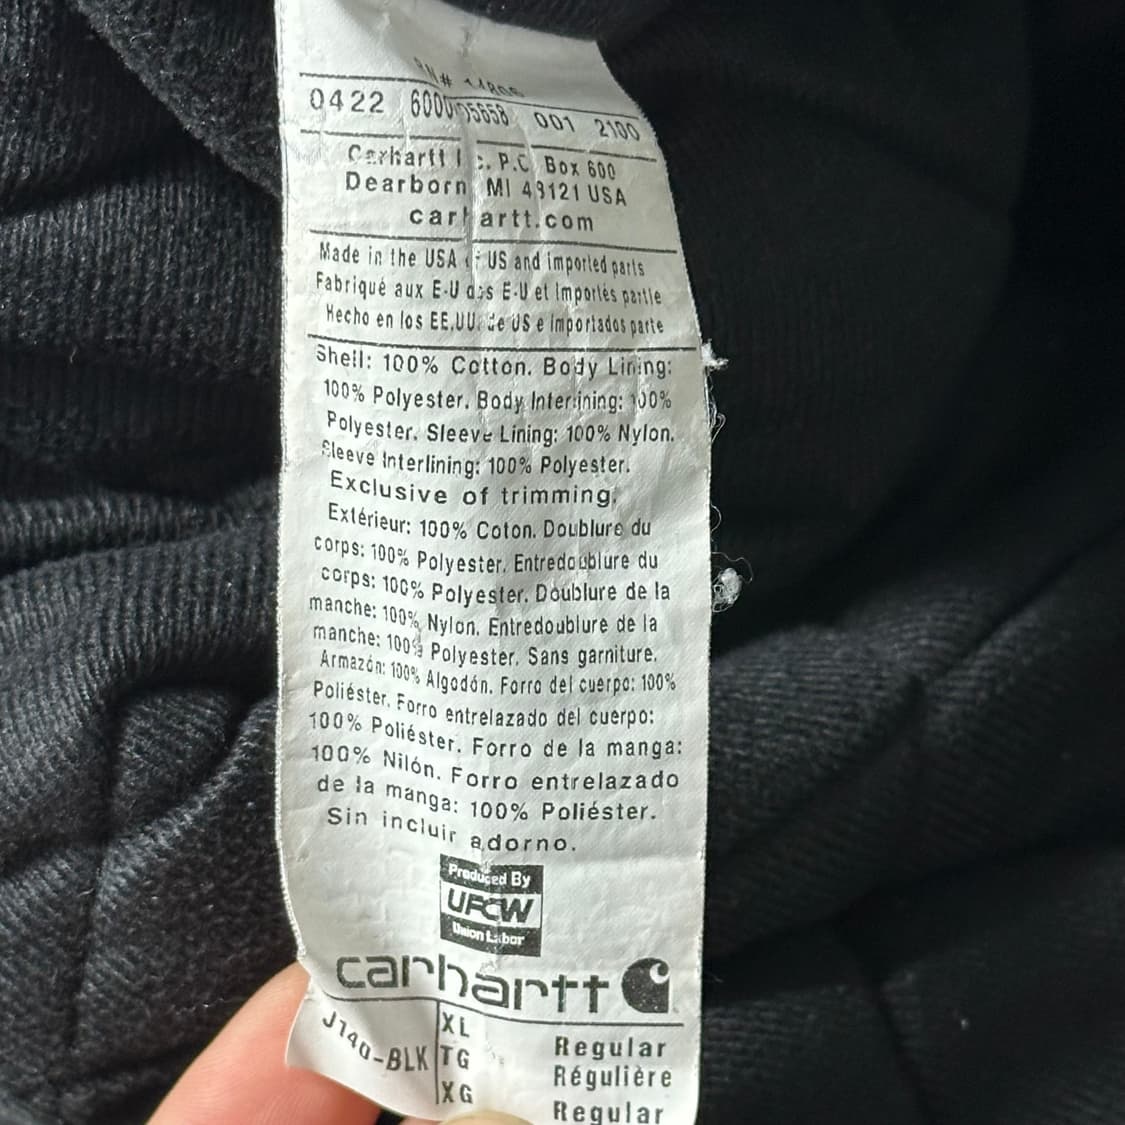 RN# 14806
0422 6000 05658 001 2100
Carhartt I c. P.O Box 600
Dearborn MI 48121 USA
carhartt.com
Made in the USA of US and imported parts
Fabriqué aux E-U des E-U et Importés partie
Hecho en los EE.UU. de US e Importados parte
Shell: 100% Cotton. Body Lining:
100% Polyester. Body Interlining: 100%
Polyester. Sleeve Lining: 100% Nylon.
Sleeve Interlining: 100% Polyester.
Exclusive of trimming.
Extérieur: 100% Coton. Doublure du
corps: 100% Polyester. Entredoublure du
corps: 100% Polyester. Doublure de la
manche: 100% Nylon. Entredoublure de la
manche: 100% Polyester. Sans garniture.
Armazón: 100% Algodón. Forro del cuerpo: 100%
Poliéster. Forro entrelazado del cuerpo:
100% Poliéster. Forro de la manga:
100% Nilón. Forro entrelazado
de la manga: 100% Poliéster.
Sin incluir adorno.
Produced By
UFCW
Union Labor
carhartt
J140-BLK
XL Regular
TG Régulière
XG Regular